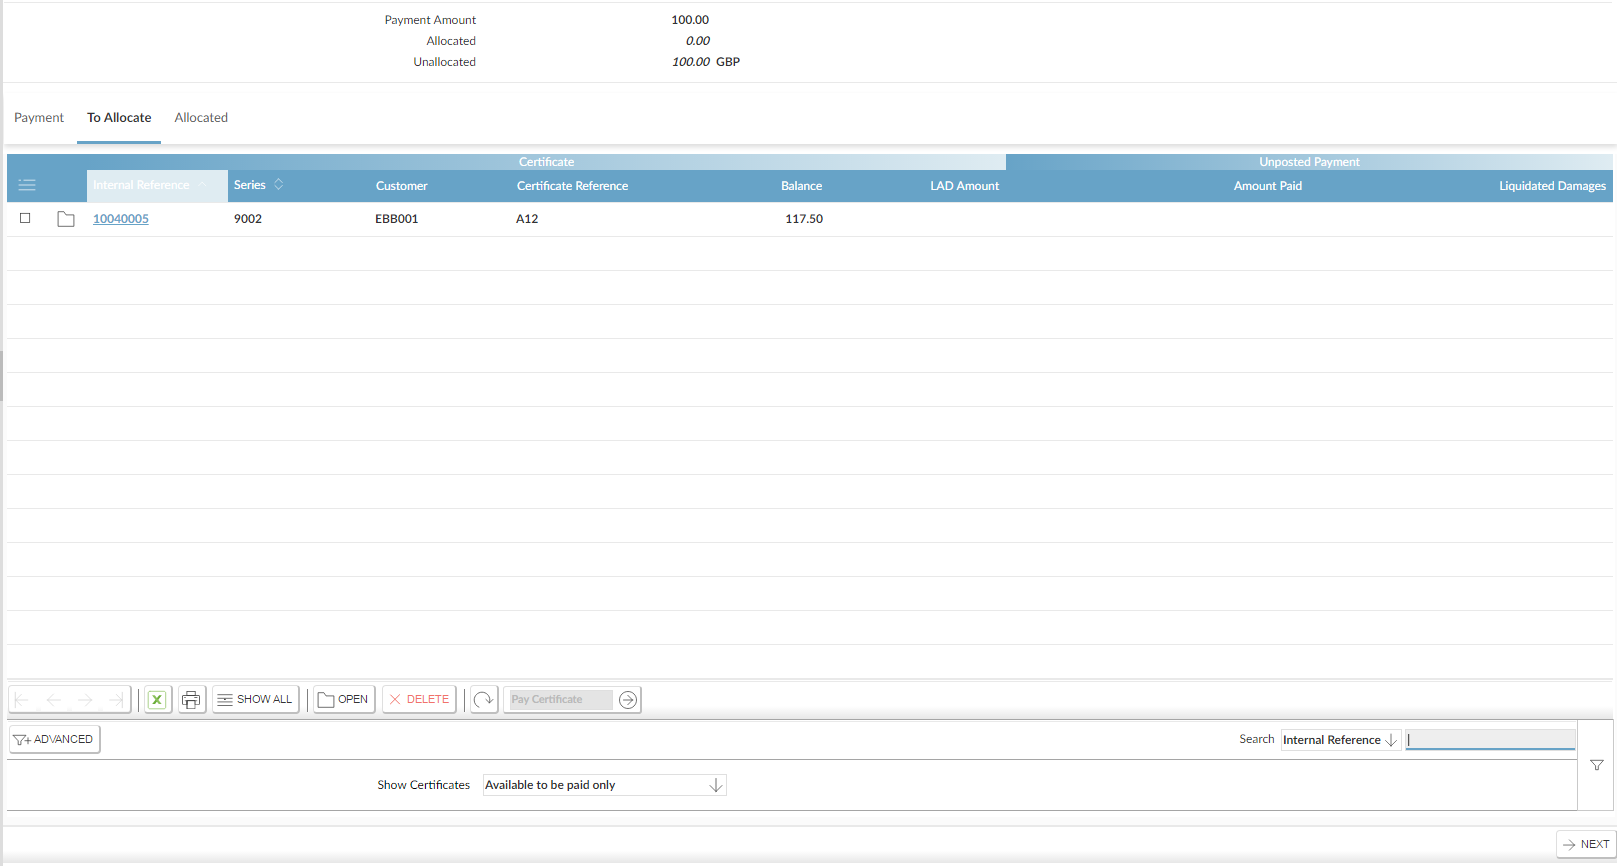 Payment Amount 100.00
Allocated 0.00
Unallocated 100.00 GBP
Payment To Allocate Allocated
Certificate Unposted Payment
Internal Reference Series Customer Certificate Reference Balance LAD Amount Amount Paid Liquidated Damages
10040005 9002 EBB001 A12 117.50
SHOW ALL OPEN DELETE Pay Certificate
ADVANCED Search Internal Reference
Show Certificates Available to be paid only
NEXT